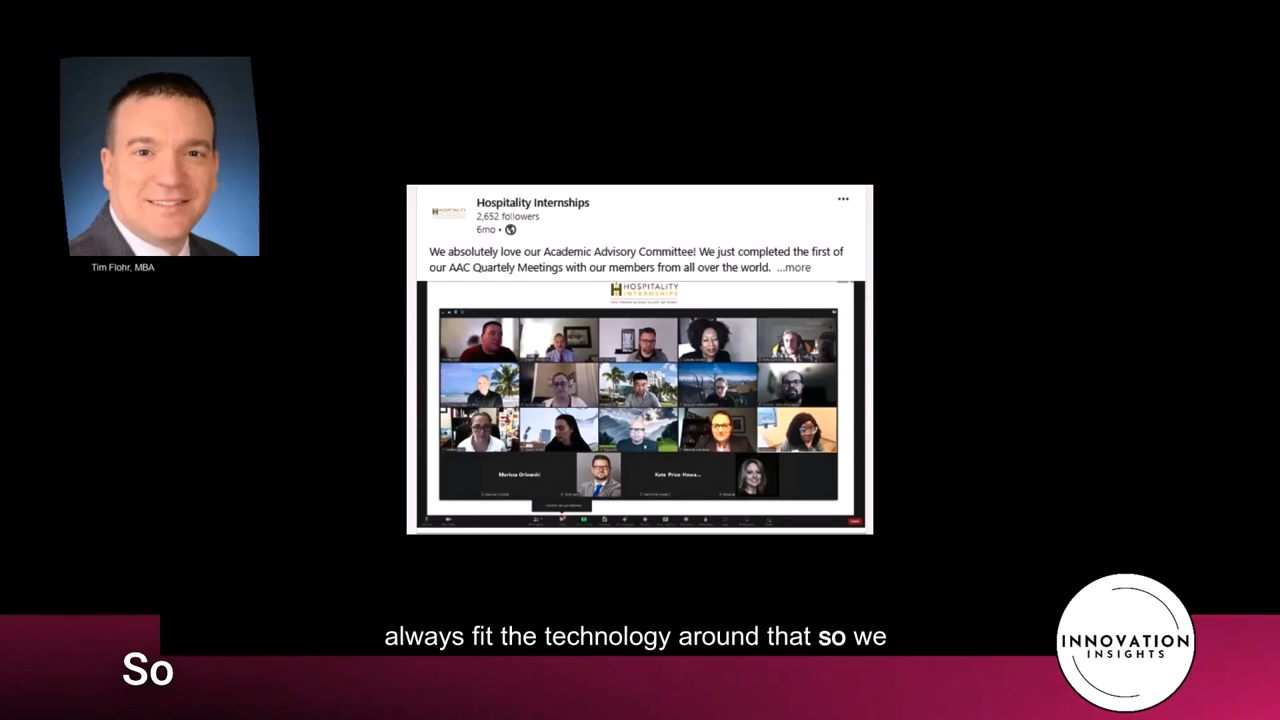 Tim Flohr, MBA
Hospitality Internships
2,652 followers
6mo •
We absolutely love our Academic Advisory Committee! We just completed the first of
our AAC Quartely Meetings with our members from all over the world. ...more
HOSPITALITY
INTERNSHIPS
Marissa Orlowski
Kate Price-Howa...
always fit the technology around that so we
So
INNOVATION
INSIGHTS